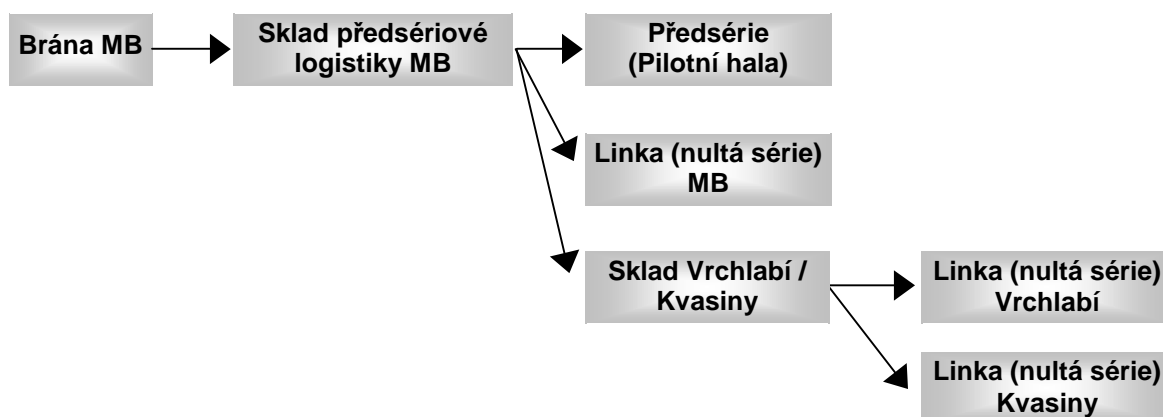 Brána MB
Sklad předsériové
logistiky MB
Předsérie
(Pilotní hala)
Linka (nultá série)
MB
Sklad Vrchlabí /
Kvasiny
Linka (nultá série)
Vrchlabí
Linka (nultá série)
Kvasiny